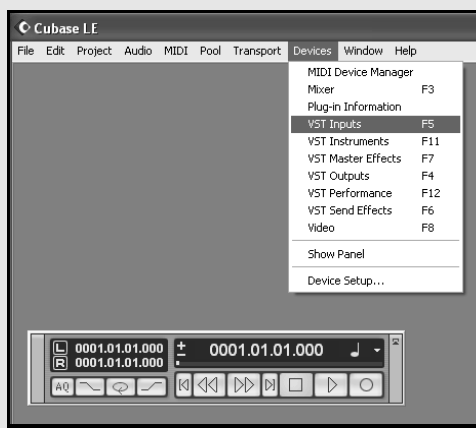 Cubase LE
File Edit Project Audio MIDI Pool Transport Devices Window Help
MIDI Device Manager
Mixer F3
Plug-in Information
VST Inputs F5
VST Instruments F11
VST Master Effects F7
VST Outputs F4
VST Performance F12
VST Send Effects F6
Video F8
Show Panel
Device Setup...
L 0001.01.01.000
R 0001.01.01.000
0001.01.01.000
AQ